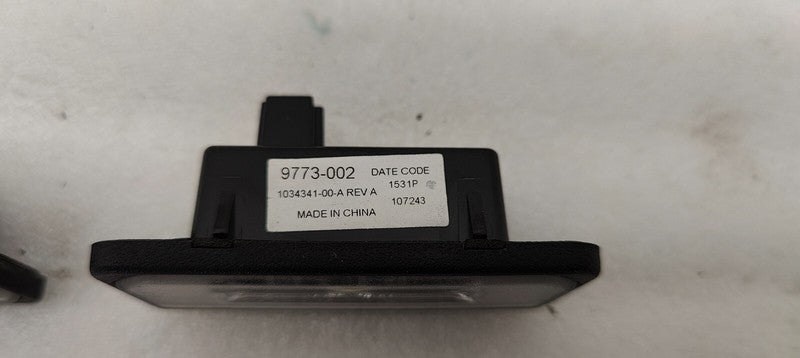 9773-002 DATE CODE
1034341-00-A REV A 1531P
107243
MADE IN CHINA